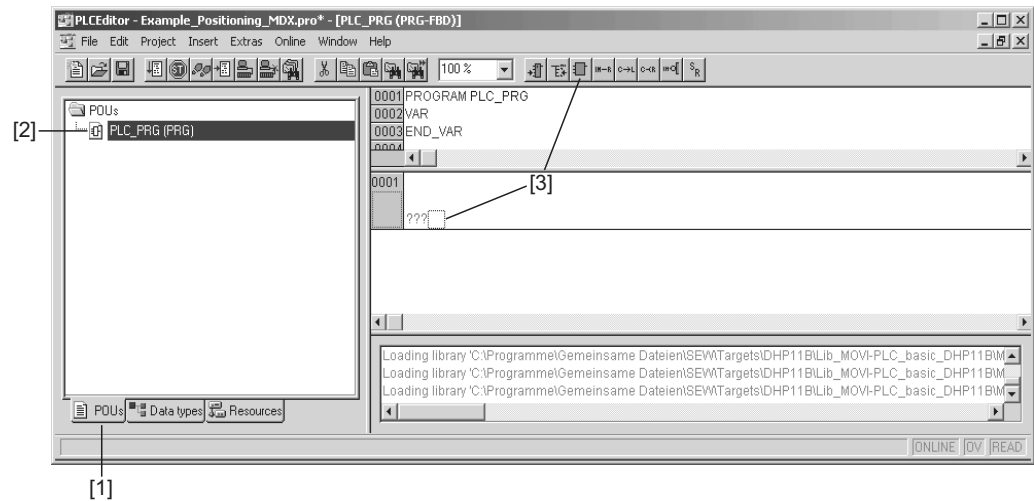 PLCEditor - Example_Positioning_MDX.pro* - [PLC_PRG (PRG-FBD)]
File Edit Project Insert Extras Online Window Help
100 %
POUs
PLC_PRG (PRG)
[2]
0001 PROGRAM PLC_PRG
0002 VAR
0003 END_VAR
0004
0001
[3]
???
Loading library 'C:\Programme\Gemeinsame Dateien\SEW\Targets\DHP11B\Lib_MOVI-PLC_basic_DHP11B\M
Loading library 'C:\Programme\Gemeinsame Dateien\SEW\Targets\DHP11B\Lib_MOVI-PLC_basic_DHP11B\M
Loading library 'C:\Programme\Gemeinsame Dateien\SEW\Targets\DHP11B\Lib_MOVI-PLC_basic_DHP11B\M
POUs Data types Resources
ONLINE OV READ
[1]